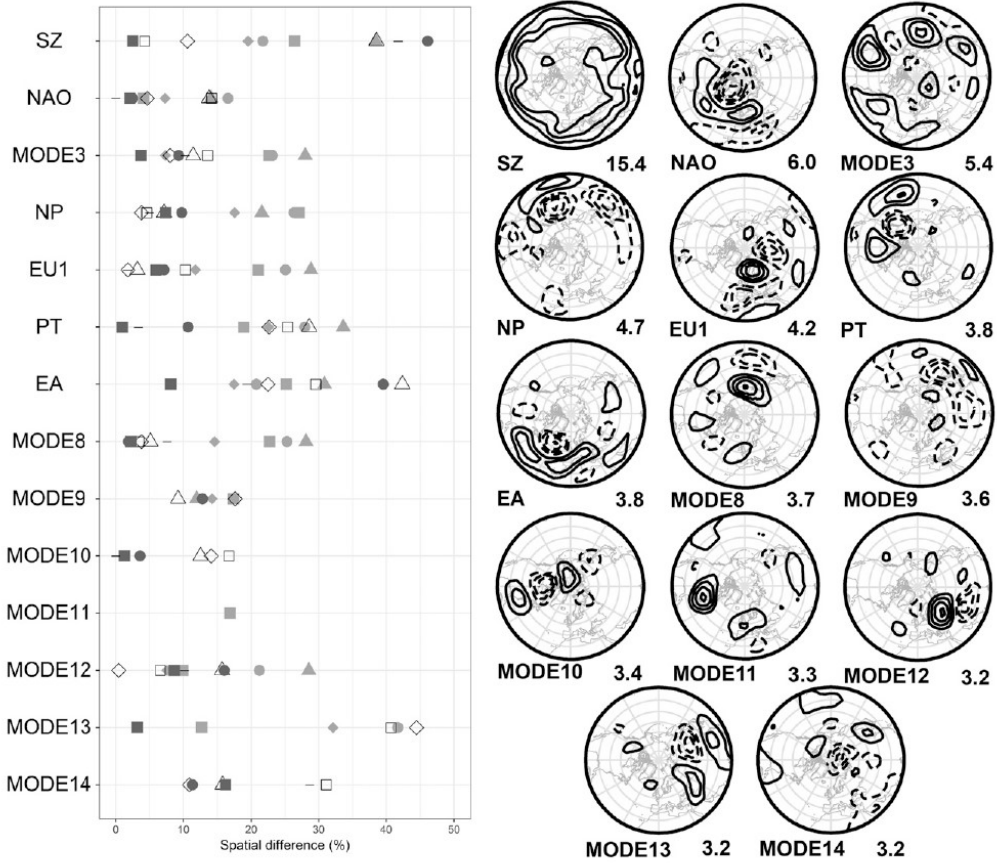 SZ
NAO
MODE3
NP
EU1
PT
EA
MODE8
MODE9
MODE10
MODE11
MODE12
MODE13
MODE14
0 10 20 30 40 50
Spatial difference (%)
SZ 15.4 NAO 6.0 MODE3 5.4
NP 4.7 EU1 4.2 PT 3.8
EA 3.8 MODE8 3.7 MODE9 3.6
MODE10 3.4 MODE11 3.3 MODE12 3.2
MODE13 3.2 MODE14 3.2